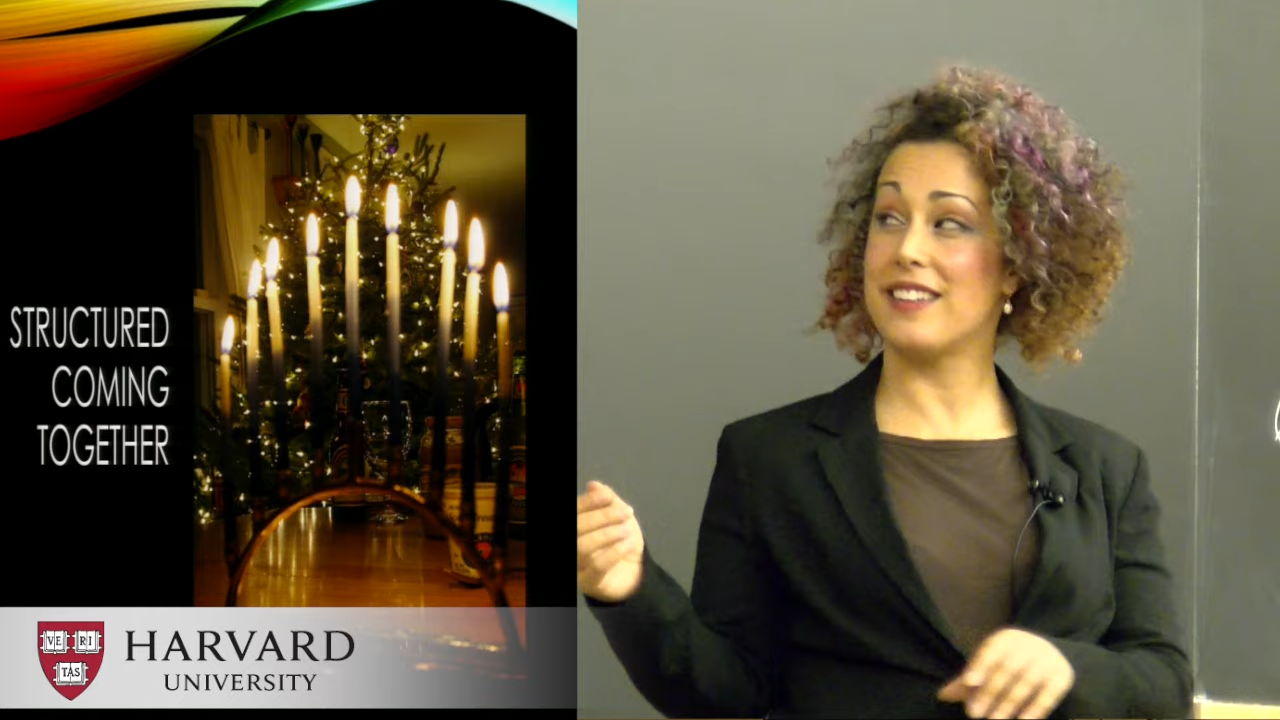 STRUCTURED
COMING
TOGETHER
VE RI
TAS
HARVARD
UNIVERSITY